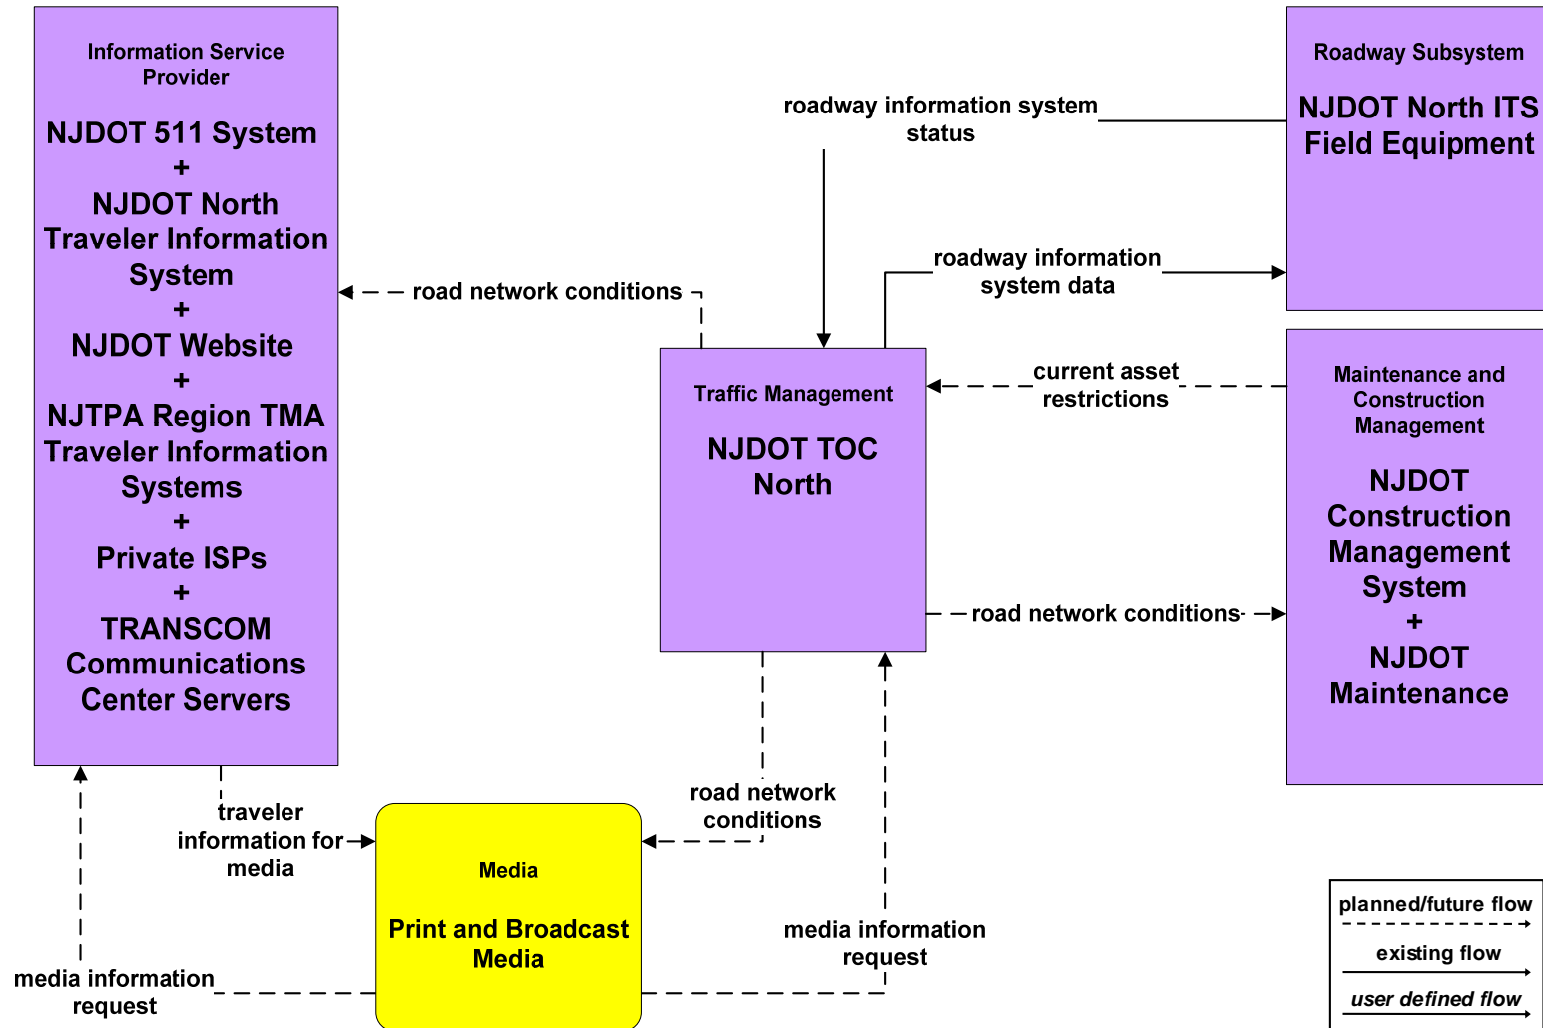 Information Service
Provider
NJDOT 511 System
+
NJDOT North
Traveler Information
System
+
NJDOT Website
+
NJTPA Region TMA
Traveler Information
Systems
+
Private ISPs
+
TRANSCOM
Communications
Center Servers
roadway information system
status
Roadway Subsystem
NJDOT North ITS
Field Equipment
roadway information
system data
road network conditions
Traffic Management
NJDOT TOC
North
current asset
restrictions
Maintenance and
Construction
Management
NJDOT
Construction
Management
System
+
NJDOT
Maintenance
road network conditions
traveler
information for
media
road network
conditions
Media
Print and Broadcast
Media
media information
request
media information
request
planned/future flow
existing flow
user defined flow